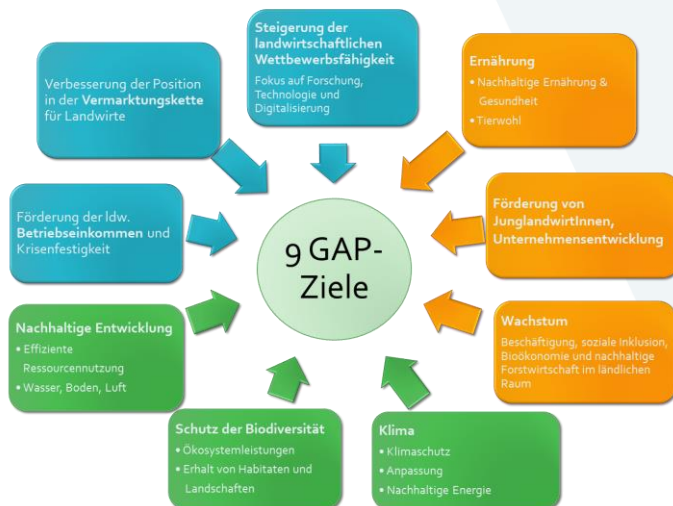 Steigerung der
landwirtschaftlichen
Wettbewerbsfähigkeit
Fokus auf Forschung,
Technologie und
Digitalisierung
Verbesserung der Position
in der Vermarktungskette
für Landwirte
Ernährung
• Nachhaltige Ernährung &
Gesundheit
• Tierwohl
Förderung der ldw.
Betriebseinkommen und
Krisenfestigkeit
9 GAP-
Ziele
Förderung von
JunglandwirtInnen,
Unternehmensentwicklung
Nachhaltige Entwicklung
• Effiziente
Ressourcennutzung
• Wasser, Boden, Luft
Wachstum
Beschäftigung, soziale Inklusion,
Bioökonomie und nachhaltige
Forstwirtschaft im ländlichen
Raum
Schutz der Biodiversität
• Ökosystemleistungen
• Erhalt von Habitaten und
Landschaften
Klima
• Klimaschutz
• Anpassung
• Nachhaltige Energie